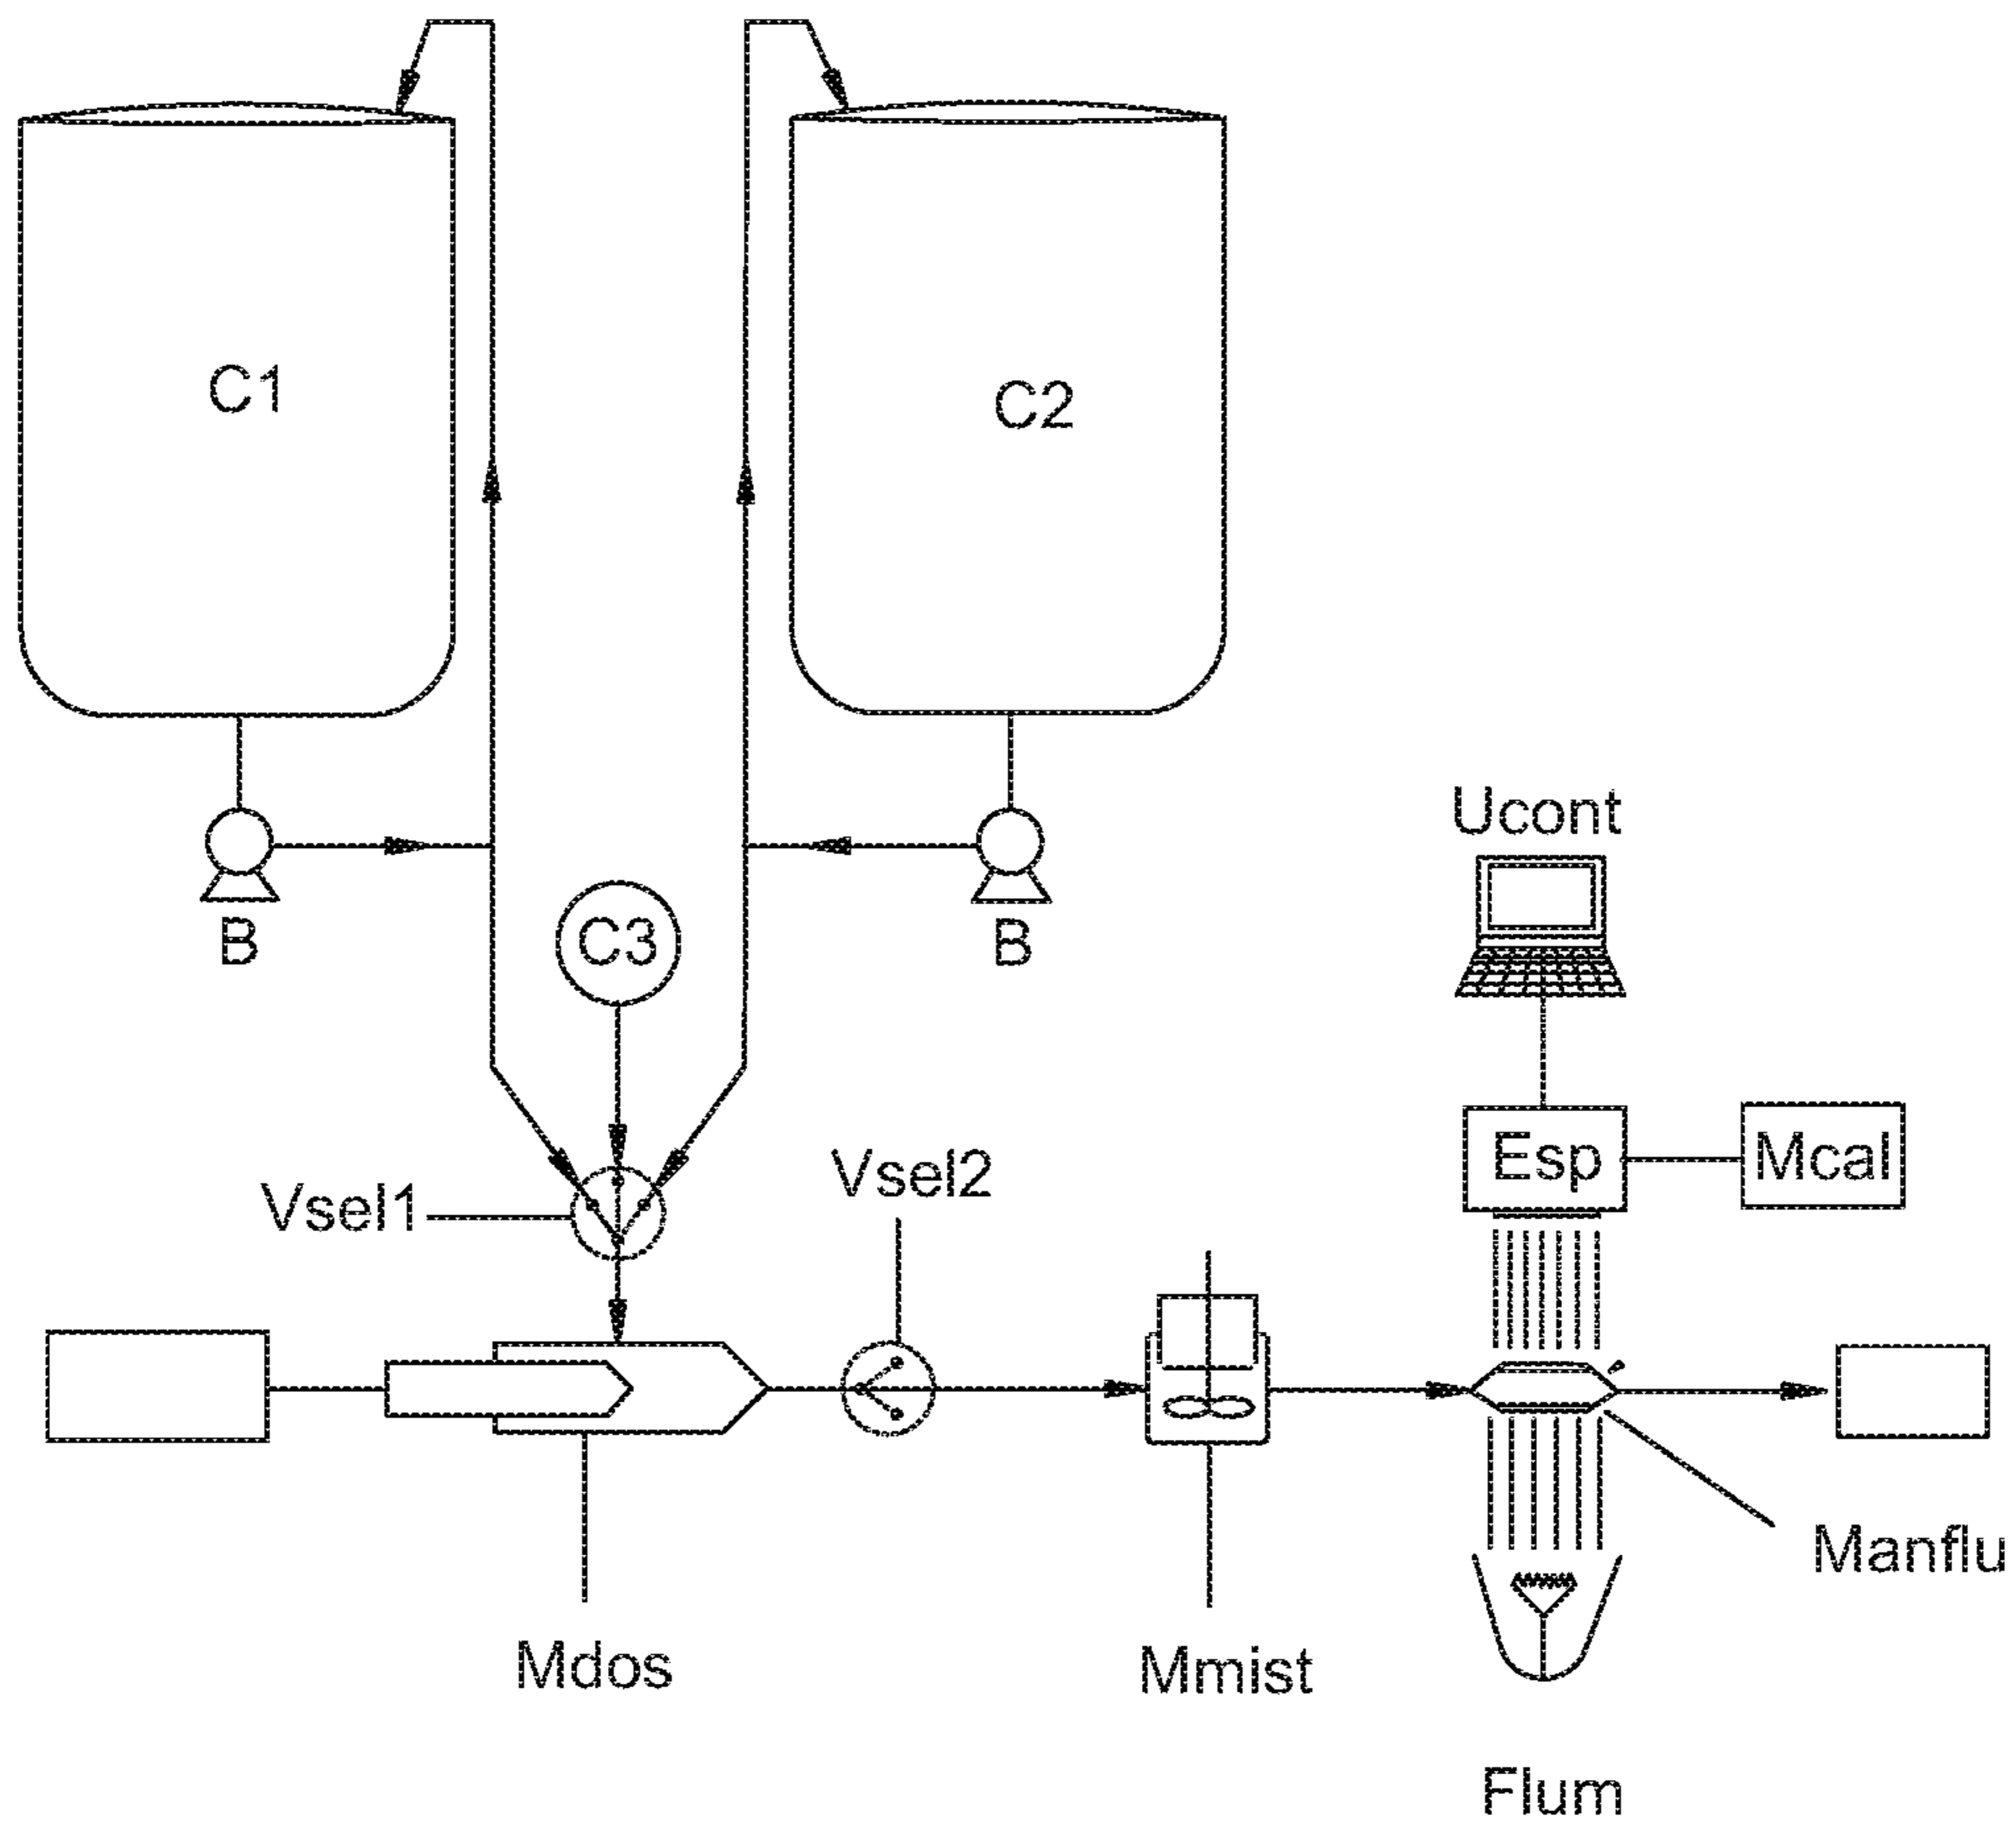 C1
C2
Ucont
B
C3
B
Vsel1
Vsel2
Esp
Mcal
Manflu
Mdos
Mmist
Flum